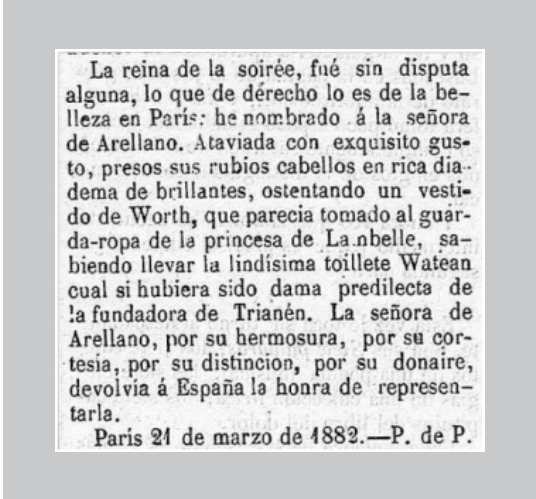 La reina de la soirée, fué sin disputa
alguna, lo que de dérecho lo es de la be-
lleza en París: he nombrado á la señora
de Arellano. Ataviada con exquisito gus-
to, presos sus rubios cabellos en rica dia-
dema de brillantes, ostentando un vesti-
do de Worth, que parecia tomado al guar-
da-ropa de la princesa de La.nbelle, sa-
biendo llevar la lindísima toillete Watean
cual si hubiera sido dama predilecta de
la fundadora de Trianén. La señora de
Arellano, por su hermosura, por su cor-
tesia, por su distincion, por su donaire,
devolvia á España la honra de represen-
tarla.
París 21 de marzo de 1882.—P. de P.